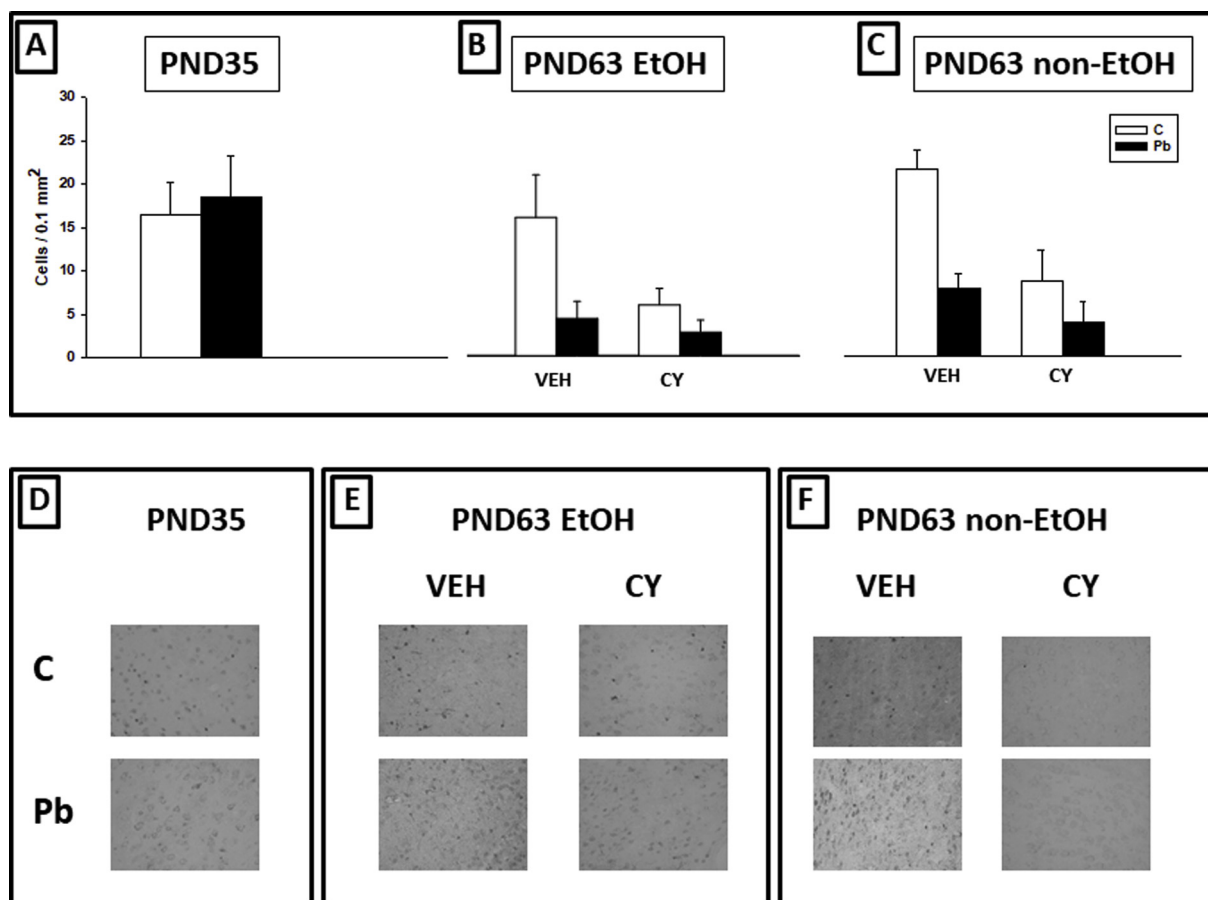 A
PND35
B
PND63 EtOH
C
PND63 non-EtOH
C
Pb
30
25
20
15
10
5
0
Cells / 0.1 mm²
VEH
CY
VEH
CY
D
PND35
E
PND63 EtOH
VEH
CY
F
PND63 non-EtOH
VEH
CY
C
Pb